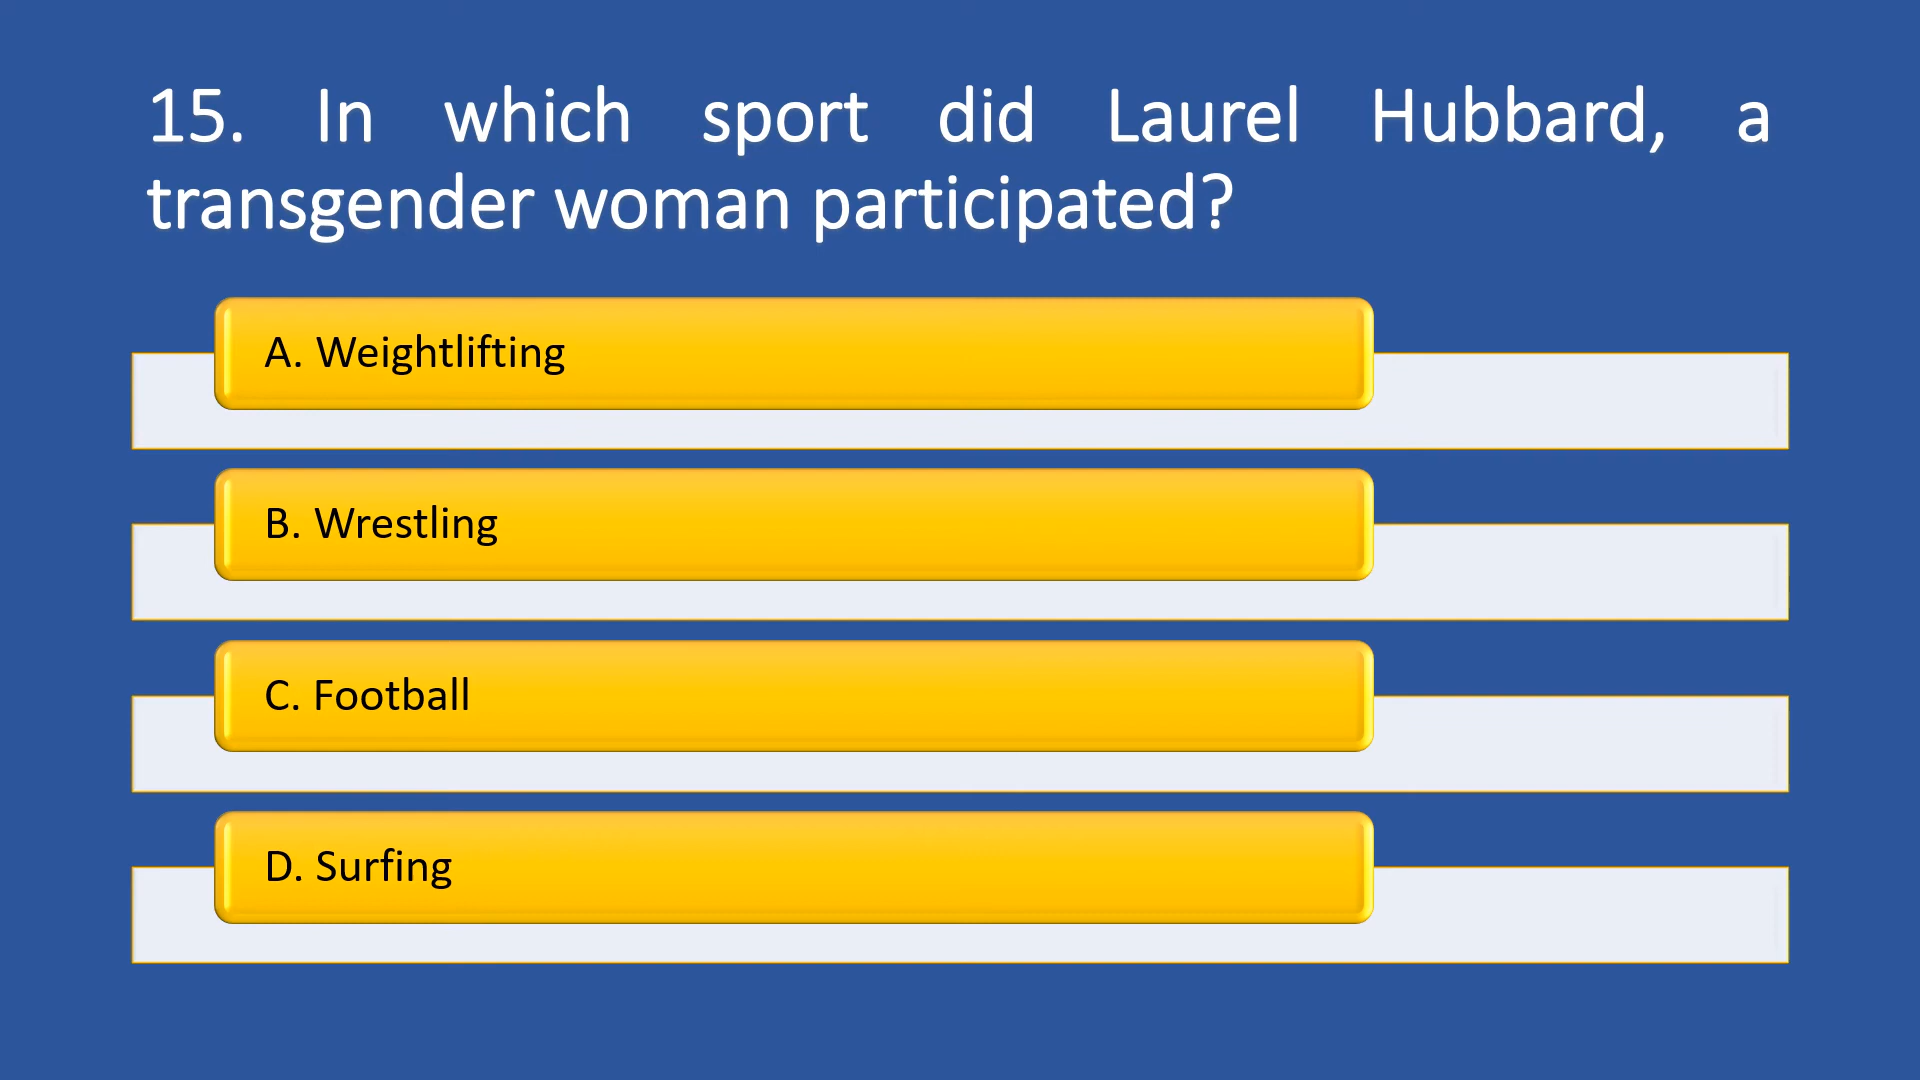 15. In which sport did Laurel Hubbard, a
transgender woman participated?
A. Weightlifting
B. Wrestling
C. Football
D. Surfing